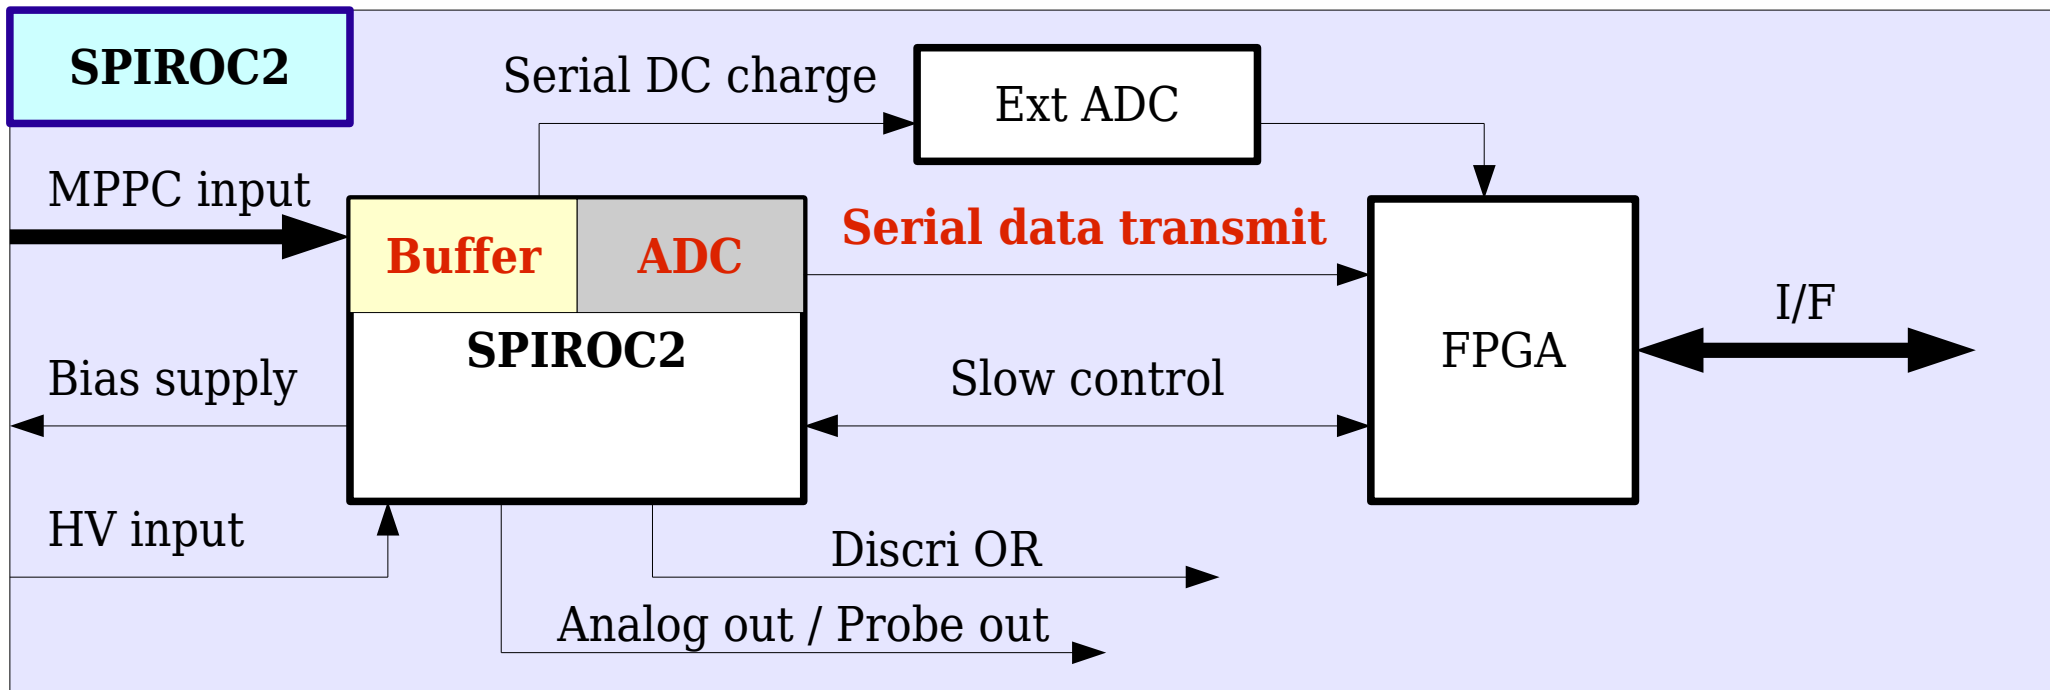 SPIROC2
Serial DC charge
Ext ADC
MPPC input
Buffer
ADC
Serial data transmit
SPIROC2
FPGA
I/F
Bias supply
Slow control
HV input
Discri OR
Analog out / Probe out